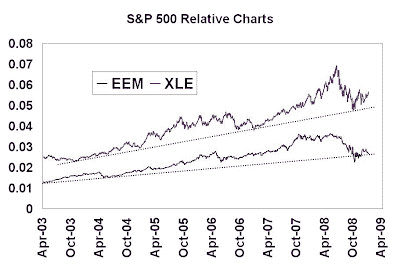 S&P 500 Relative Charts
0.08
0.07
0.06
0.05
0.04
0.03
0.02
0.01
0
EEM XLE
Apr-03
Oct-03
Apr-04
Oct-04
Apr-05
Oct-05
Apr-06
Oct-06
Apr-07
Oct-07
Apr-08
Oct-08
Apr-09